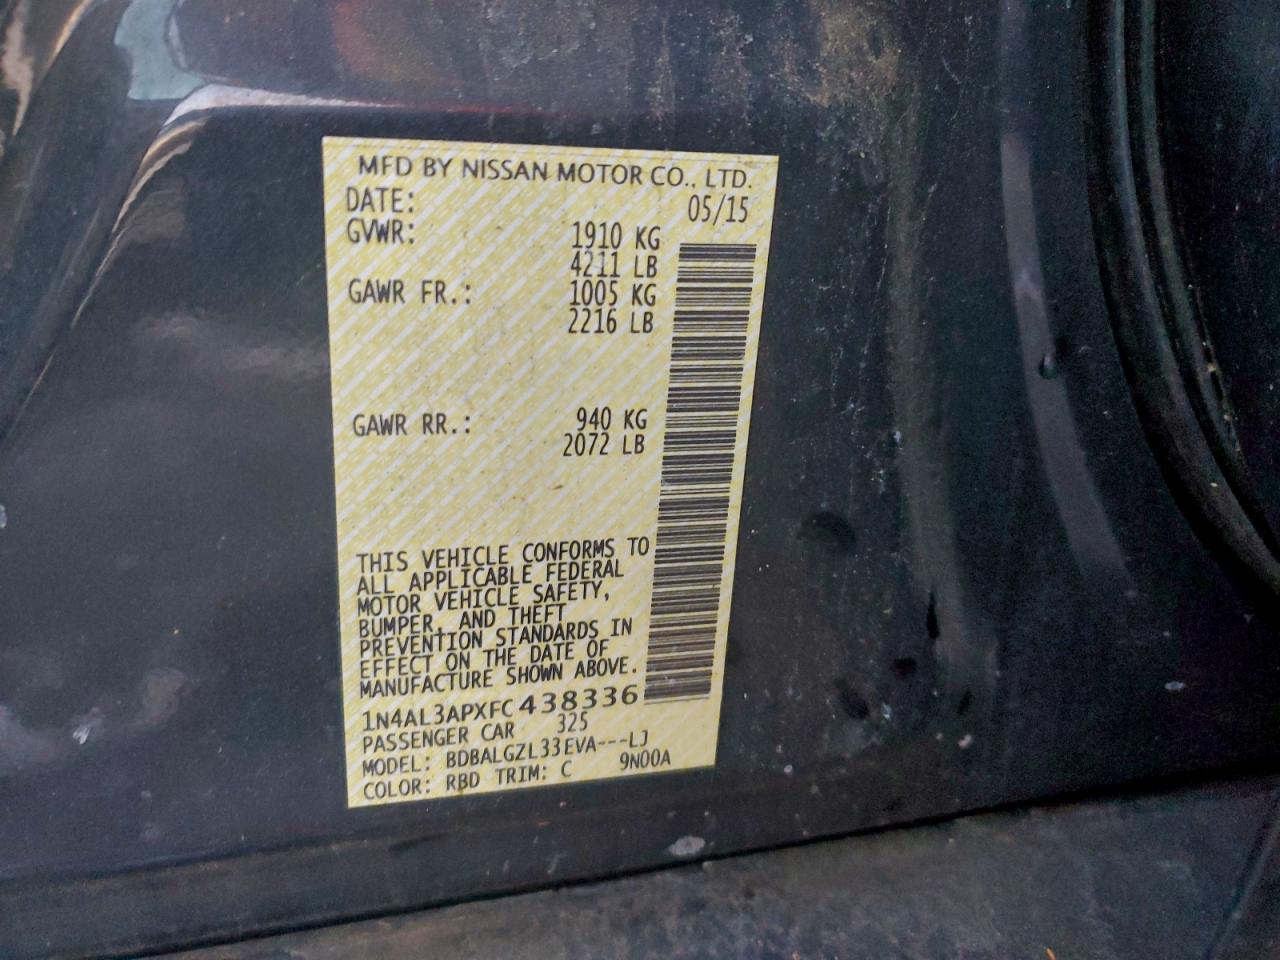 MFD BY NISSAN MOTOR CO., LTD.
DATE: 05/15
GVWR: 1910 KG
4211 LB
GAWR FR.: 1005 KG
2216 LB
GAWR RR.: 940 KG
2072 LB
THIS VEHICLE CONFORMS TO
ALL APPLICABLE FEDERAL
MOTOR VEHICLE SAFETY,
BUMPER, AND THEFT
PREVENTION STANDARDS IN
EFFECT ON THE DATE OF
MANUFACTURE SHOWN ABOVE.
1N4AL3APXFC438336
PASSENGER CAR 325
MODEL: BDBALGZL33EVA---LJ
COLOR: RBD TRIM: C 9N00A